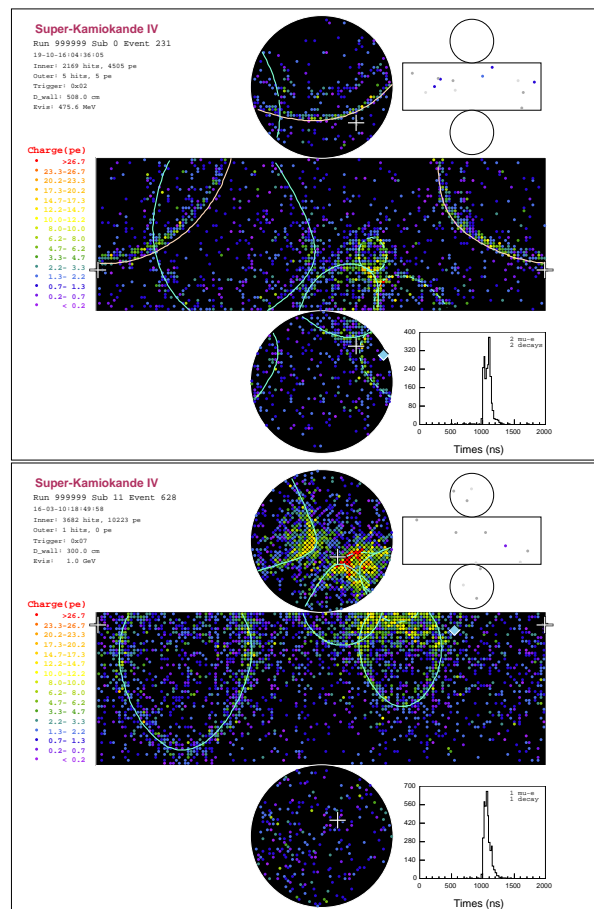 Super-Kamiokande IV
Run 999999 Sub 0 Event 231
19-10-16:04:36:05
Inner: 2169 hits, 4505 pe
Outer: 5 hits, 5 pe
Trigger: 0x02
D_wall: 508.0 cm
Evis: 475.6 MeV
Charge(pe)
>26.7
23.3-26.7
20.2-23.3
17.3-20.2
14.7-17.3
12.2-14.7
10.0-12.2
8.0-10.0
6.2- 8.0
4.7- 6.2
3.3- 4.7
2.2- 3.3
1.3- 2.2
0.7- 1.3
0.2- 0.7
< 0.2
400
320
240
160
80
0
2 mu-e
2 decays
0 500 1000 1500 2000
Times (ns)
Super-Kamiokande IV
Run 999999 Sub 11 Event 628
16-03-10:18:49:58
Inner: 3682 hits, 10223 pe
Outer: 1 hits, 0 pe
Trigger: 0x07
D_wall: 300.0 cm
Evis: 1.0 GeV
Charge(pe)
>26.7
23.3-26.7
20.2-23.3
17.3-20.2
14.7-17.3
12.2-14.7
10.0-12.2
8.0-10.0
6.2- 8.0
4.7- 6.2
3.3- 4.7
2.2- 3.3
1.3- 2.2
0.7- 1.3
0.2- 0.7
< 0.2
700
560
420
280
140
0
1 mu-e
1 decay
0 500 1000 1500 2000
Times (ns)